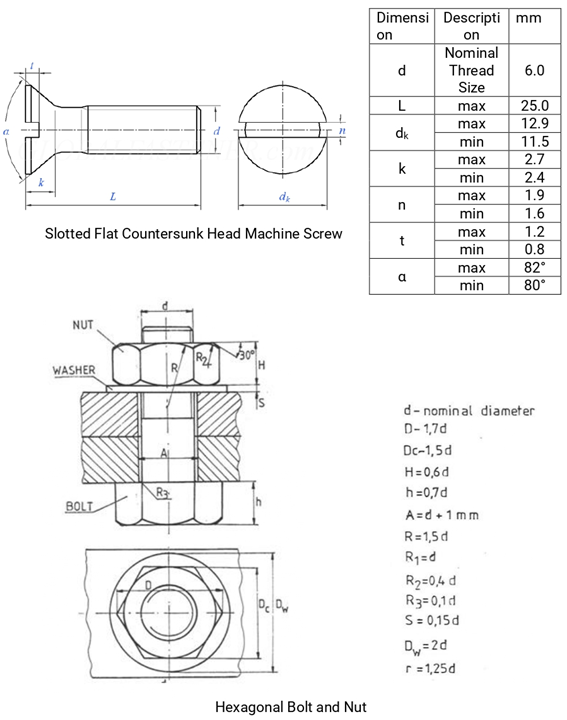 t
a
d
n
k
L
dk
Slotted Flat Countersunk Head Machine Screw
Dimensi on Descripti on mm
d Nominal Thread Size 6.0
L max 25.0
dk max 12.9
min 11.5
k max 2.7
min 2.4
n max 1.9
min 1.6
t max 1.2
min 0.8
α max 82°
min 80°
d
NUT
WASHER
R
R2
30°
H
S
A
R3
BOLT
h
D
Dc
Dw
d - nominal diameter
D - 1,7d
Dc - 1,5d
H = 0,6d
h = 0,7d
A = d + 1 mm
R = 1,5d
R1 = d
R2 = 0,4d
R3 = 0,1d
S = 0,15d
DW = 2d
r = 1,25d
Hexagonal Bolt and Nut